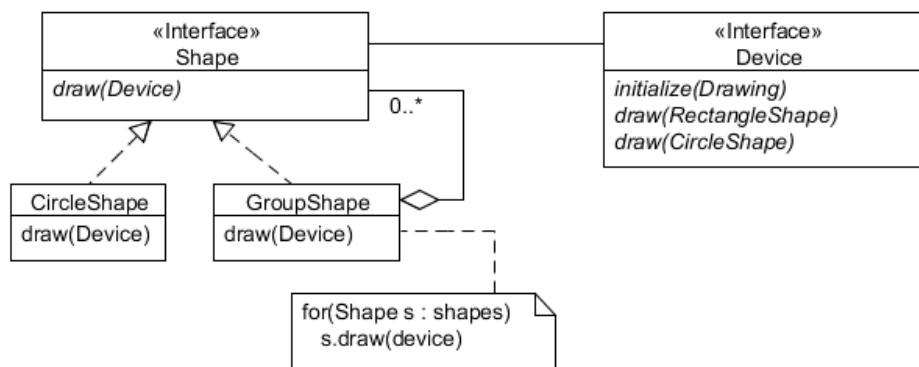 «Interface»
Shape
draw(Device)
«Interface»
Device
initialize(Drawing)
draw(RectangleShape)
draw(CircleShape)
0..*
CircleShape
draw(Device)
GroupShape
draw(Device)
for(Shape s : shapes)
s.draw(device)